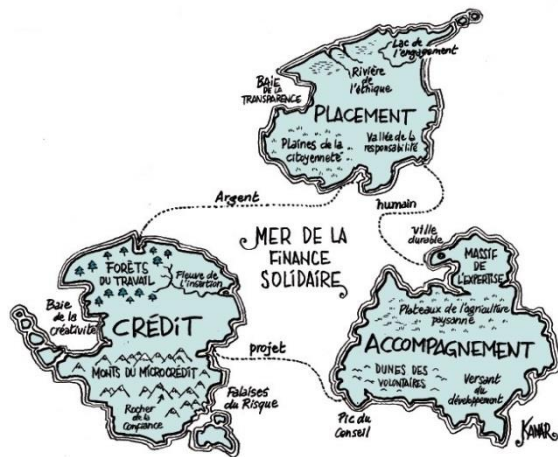 Lac de
l'engagement
Rivière
de
l'éthique
BAIE
DE LA
TRANSPARENCE
PLACEMENT
Plaines de la
citoyenneté
Vallée de la
responsabilité
Argent
humain
MER DE LA
FINANCE
SOLIDAIRE
ville
durable
MASSIF
DE
L'EXPERTISE
FORÊTS
DU TRAVAIL
Fleuve de
l'insertion
Baie
de la
créativité
CRÉDIT
MONTS DU MICROCRÉDIT
Rocher
de la
confiance
projet
Falaises
du Risque
Plateaux de l'agriculture
paysanne
ACCOMPAGNEMENT
DUNES DES
VOLONTAIRES
Versant
du
développement
Pic du
Conseil
KANAR